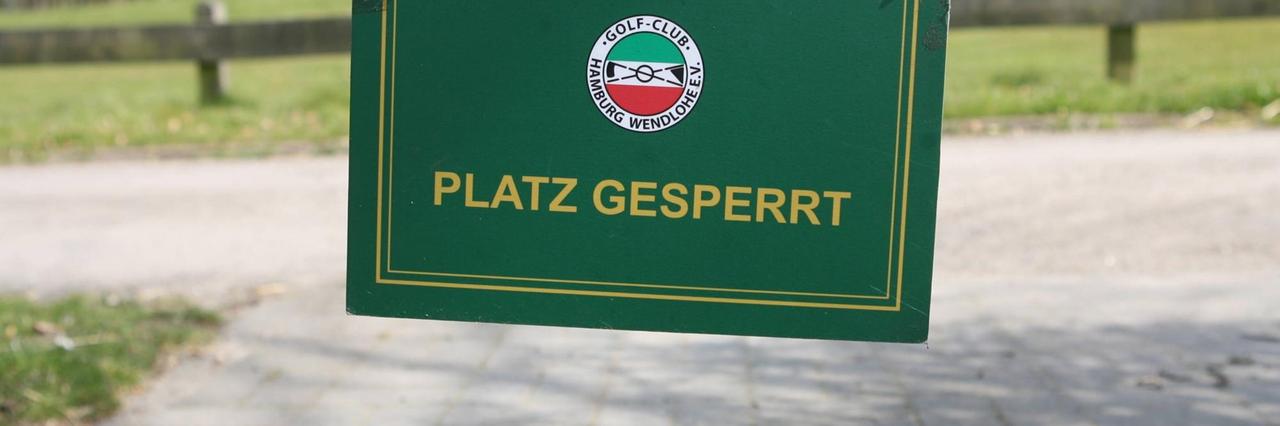 ·GOLF-CLUB·
HAMBURG WENDLOHE E.V.
PLATZ GESPERRT